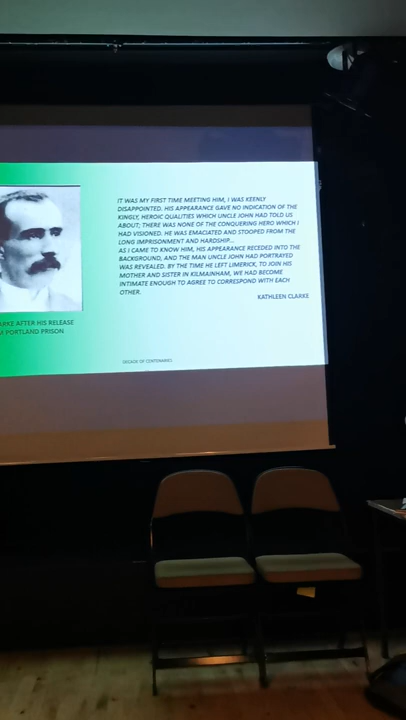 IT WAS MY FIRST TIME MEETING HIM, I WAS KEENLY
DISAPPOINTED. HIS APPEARANCE GAVE NO INDICATION OF THE
KINGLY, HEROIC QUALITIES WHICH UNCLE JOHN HAD TOLD US
ABOUT; THERE WAS NONE OF THE CONQUERING HERO WHICH I
HAD VISIONED. HE WAS EMACIATED AND STOOPED FROM THE
LONG IMPRISONMENT AND HARDSHIP...
AS I CAME TO KNOW HIM, HIS APPEARANCE RECEDED INTO THE
BACKGROUND, AND THE MAN UNCLE JOHN HAD PORTRAYED
WAS REVEALED. BY THE TIME HE LEFT LIMERICK, TO JOIN HIS
MOTHER AND SISTER IN KILMAINHAM, WE HAD BECOME
INTIMATE ENOUGH TO AGREE TO CORRESPOND WITH EACH
OTHER.
KATHLEEN CLARKE
AFTER HIS RELEASE
PORTLAND PRISON
DECADE OF CENTENARIES